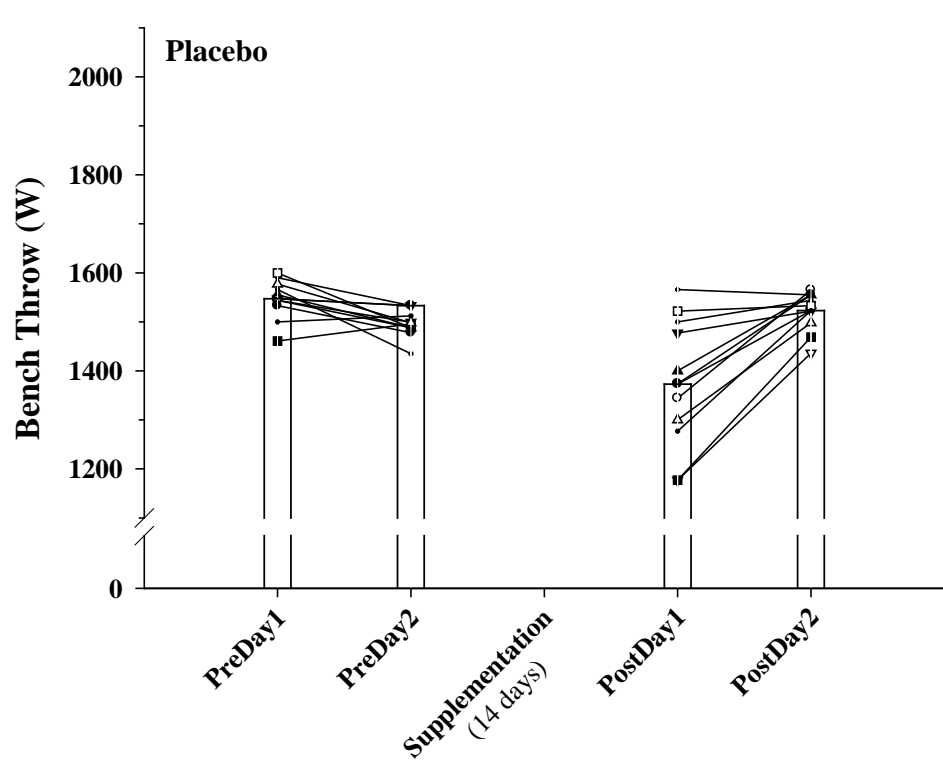 Placebo
2000
1800
1600
1400
1200
0
Bench Throw (W)
PreDay1
PreDay2
Supplementation
(14 days)
PostDay1
PostDay2